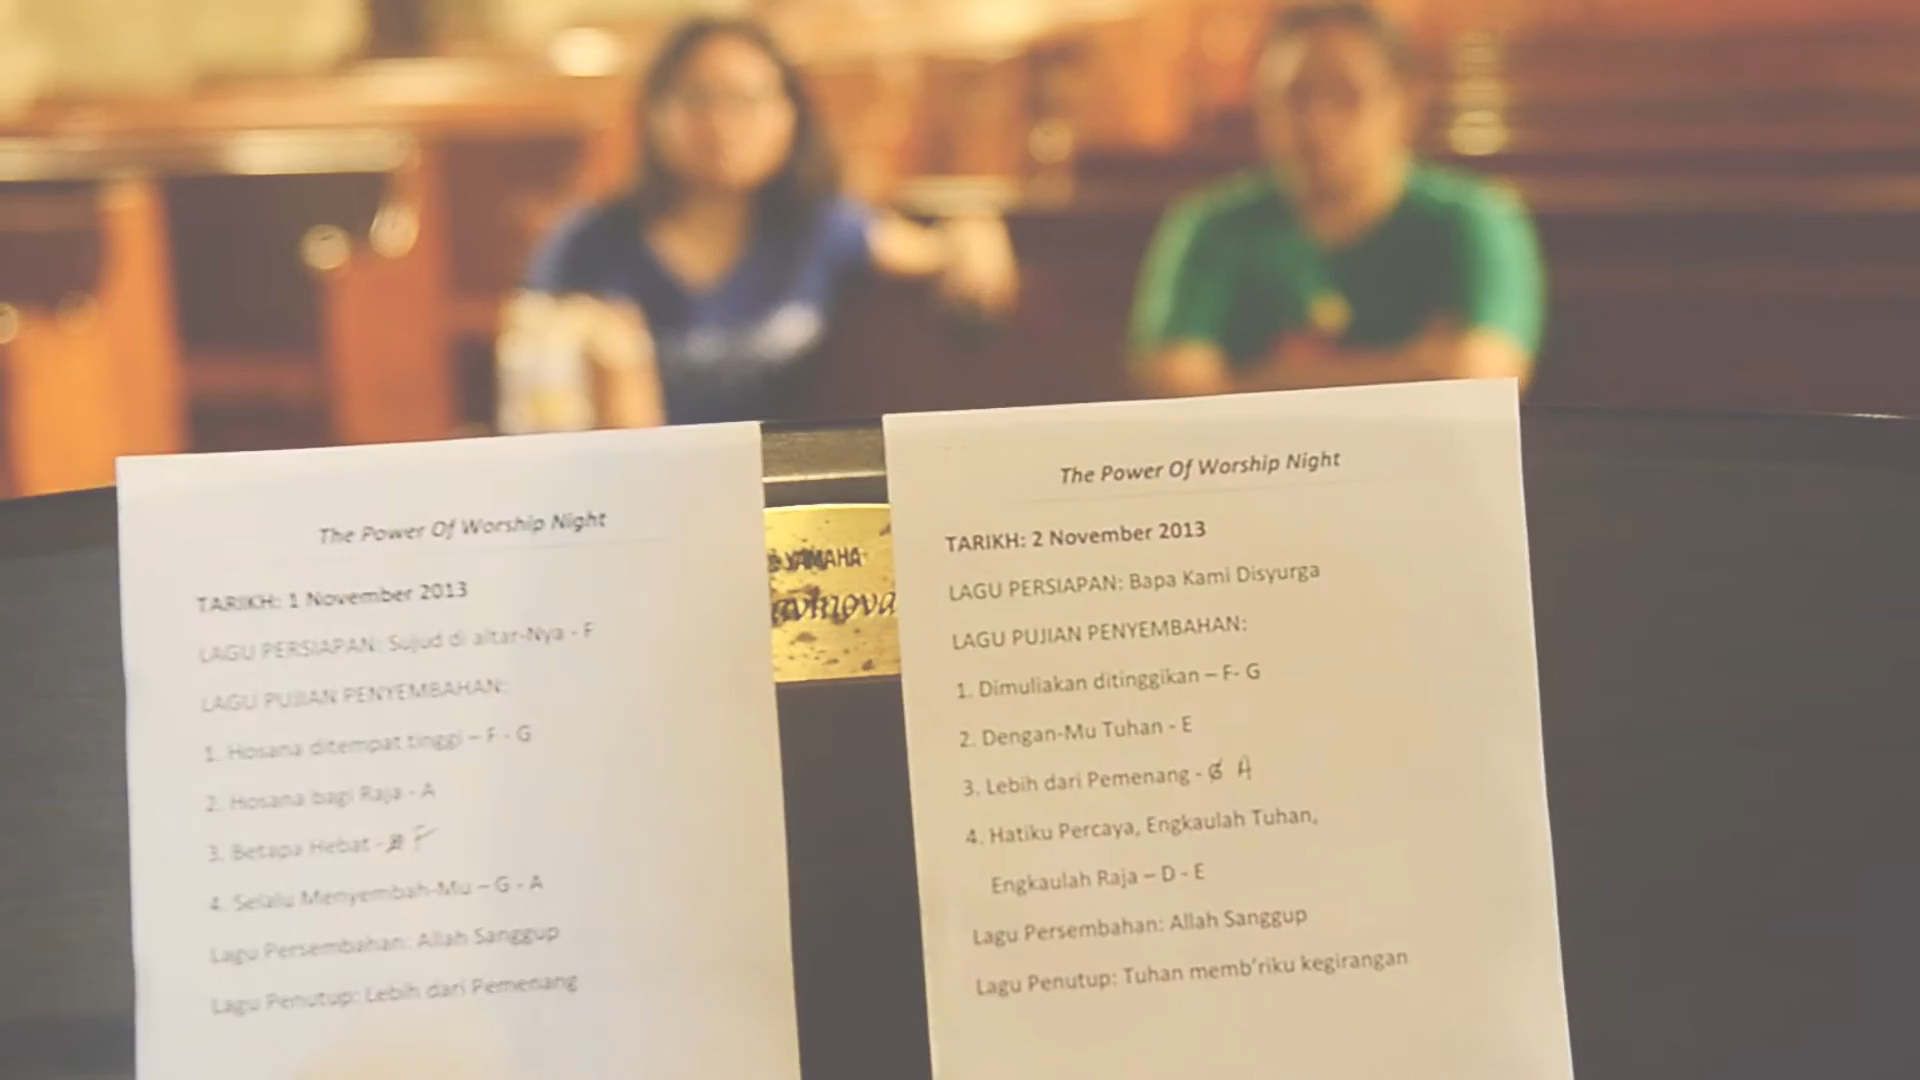 The Power Of Worship Night
TARIKH: 1 November 2013
LAGU PERSIAPAN: Sujud di altar-Nya - F
LAGU PUJIAN PENYEMBAHAN:
1. Hosana ditempat tinggi – F - G
2. Hosana bagi Raja - A
3. Betapa Hebat - F
4. Selalu Menyembah-Mu – G - A
Lagu Persembahan: Allah Sanggup
Lagu Penutup: Lebih dari Pemenang
YAMAHA
avinova
The Power Of Worship Night
TARIKH: 2 November 2013
LAGU PERSIAPAN: Bapa Kami Disyurga
LAGU PUJIAN PENYEMBAHAN:
1. Dimuliakan ditinggikan – F- G
2. Dengan-Mu Tuhan - E
3. Lebih dari Pemenang - G A
4. Hatiku Percaya, Engkaulah Tuhan,
Engkaulah Raja – D - E
Lagu Persembahan: Allah Sanggup
Lagu Penutup: Tuhan memb'riku kegirangan